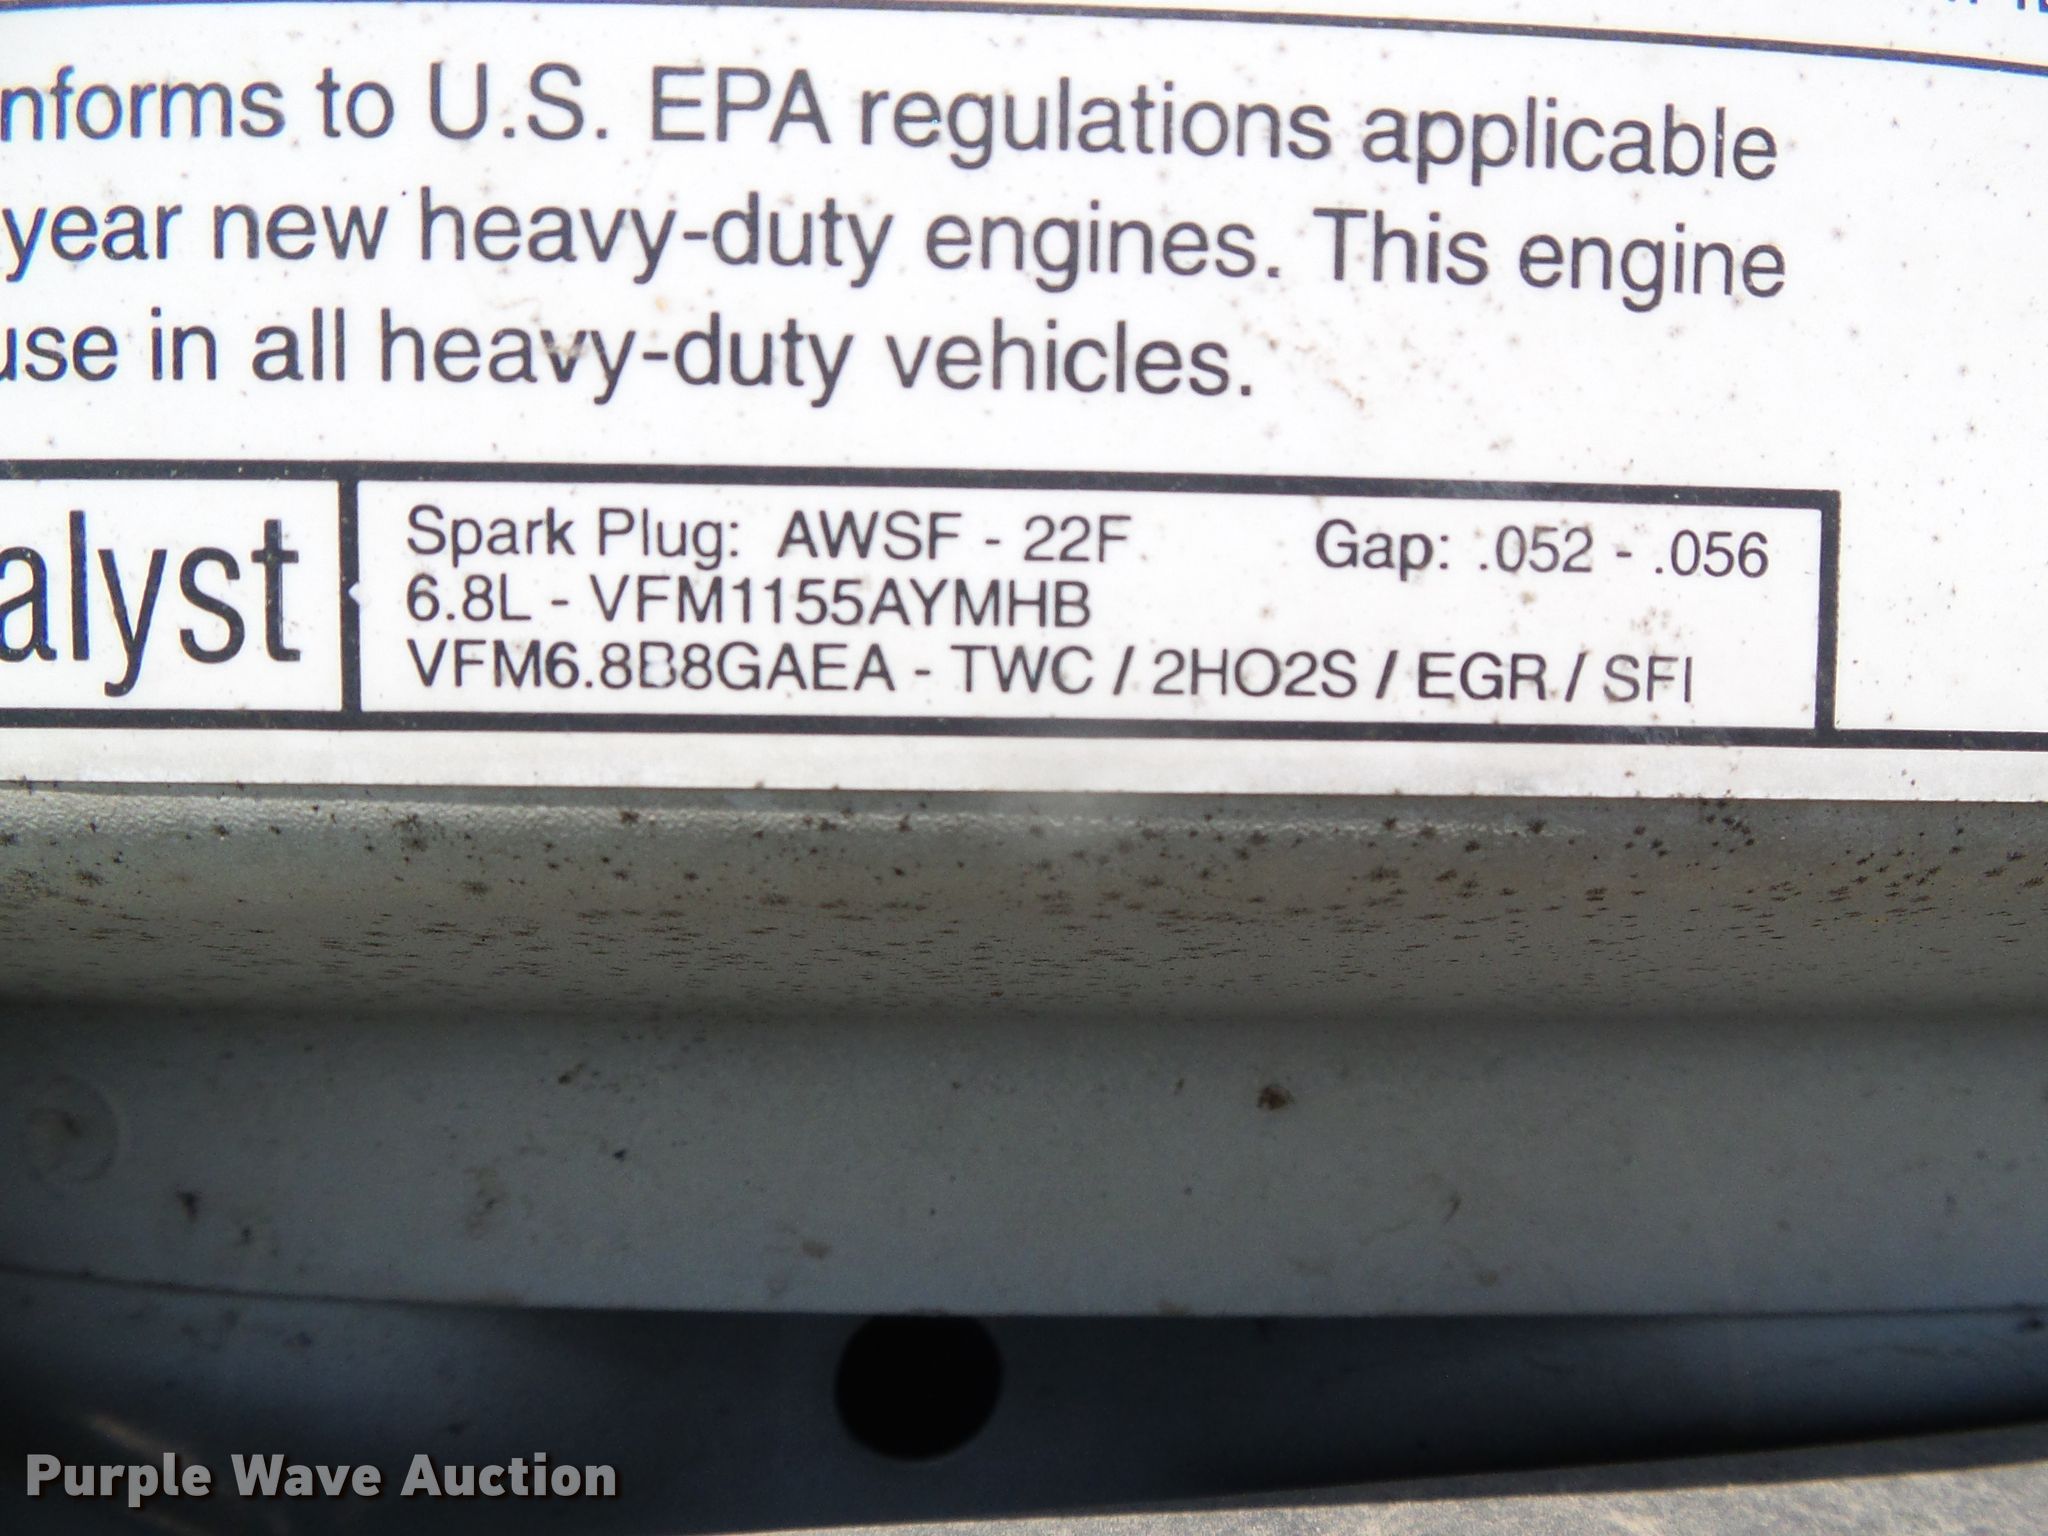 nforms to U.S. EPA regulations applicable
year new heavy-duty engines. This engine
use in all heavy-duty vehicles.
alyst
Spark Plug: AWSF - 22F Gap: .052 - .056
6.8L - VFM1155AYMHB
VFM6.8B8GAEA - TWC / 2HO2S / EGR / SFI
Purple Wave Auction